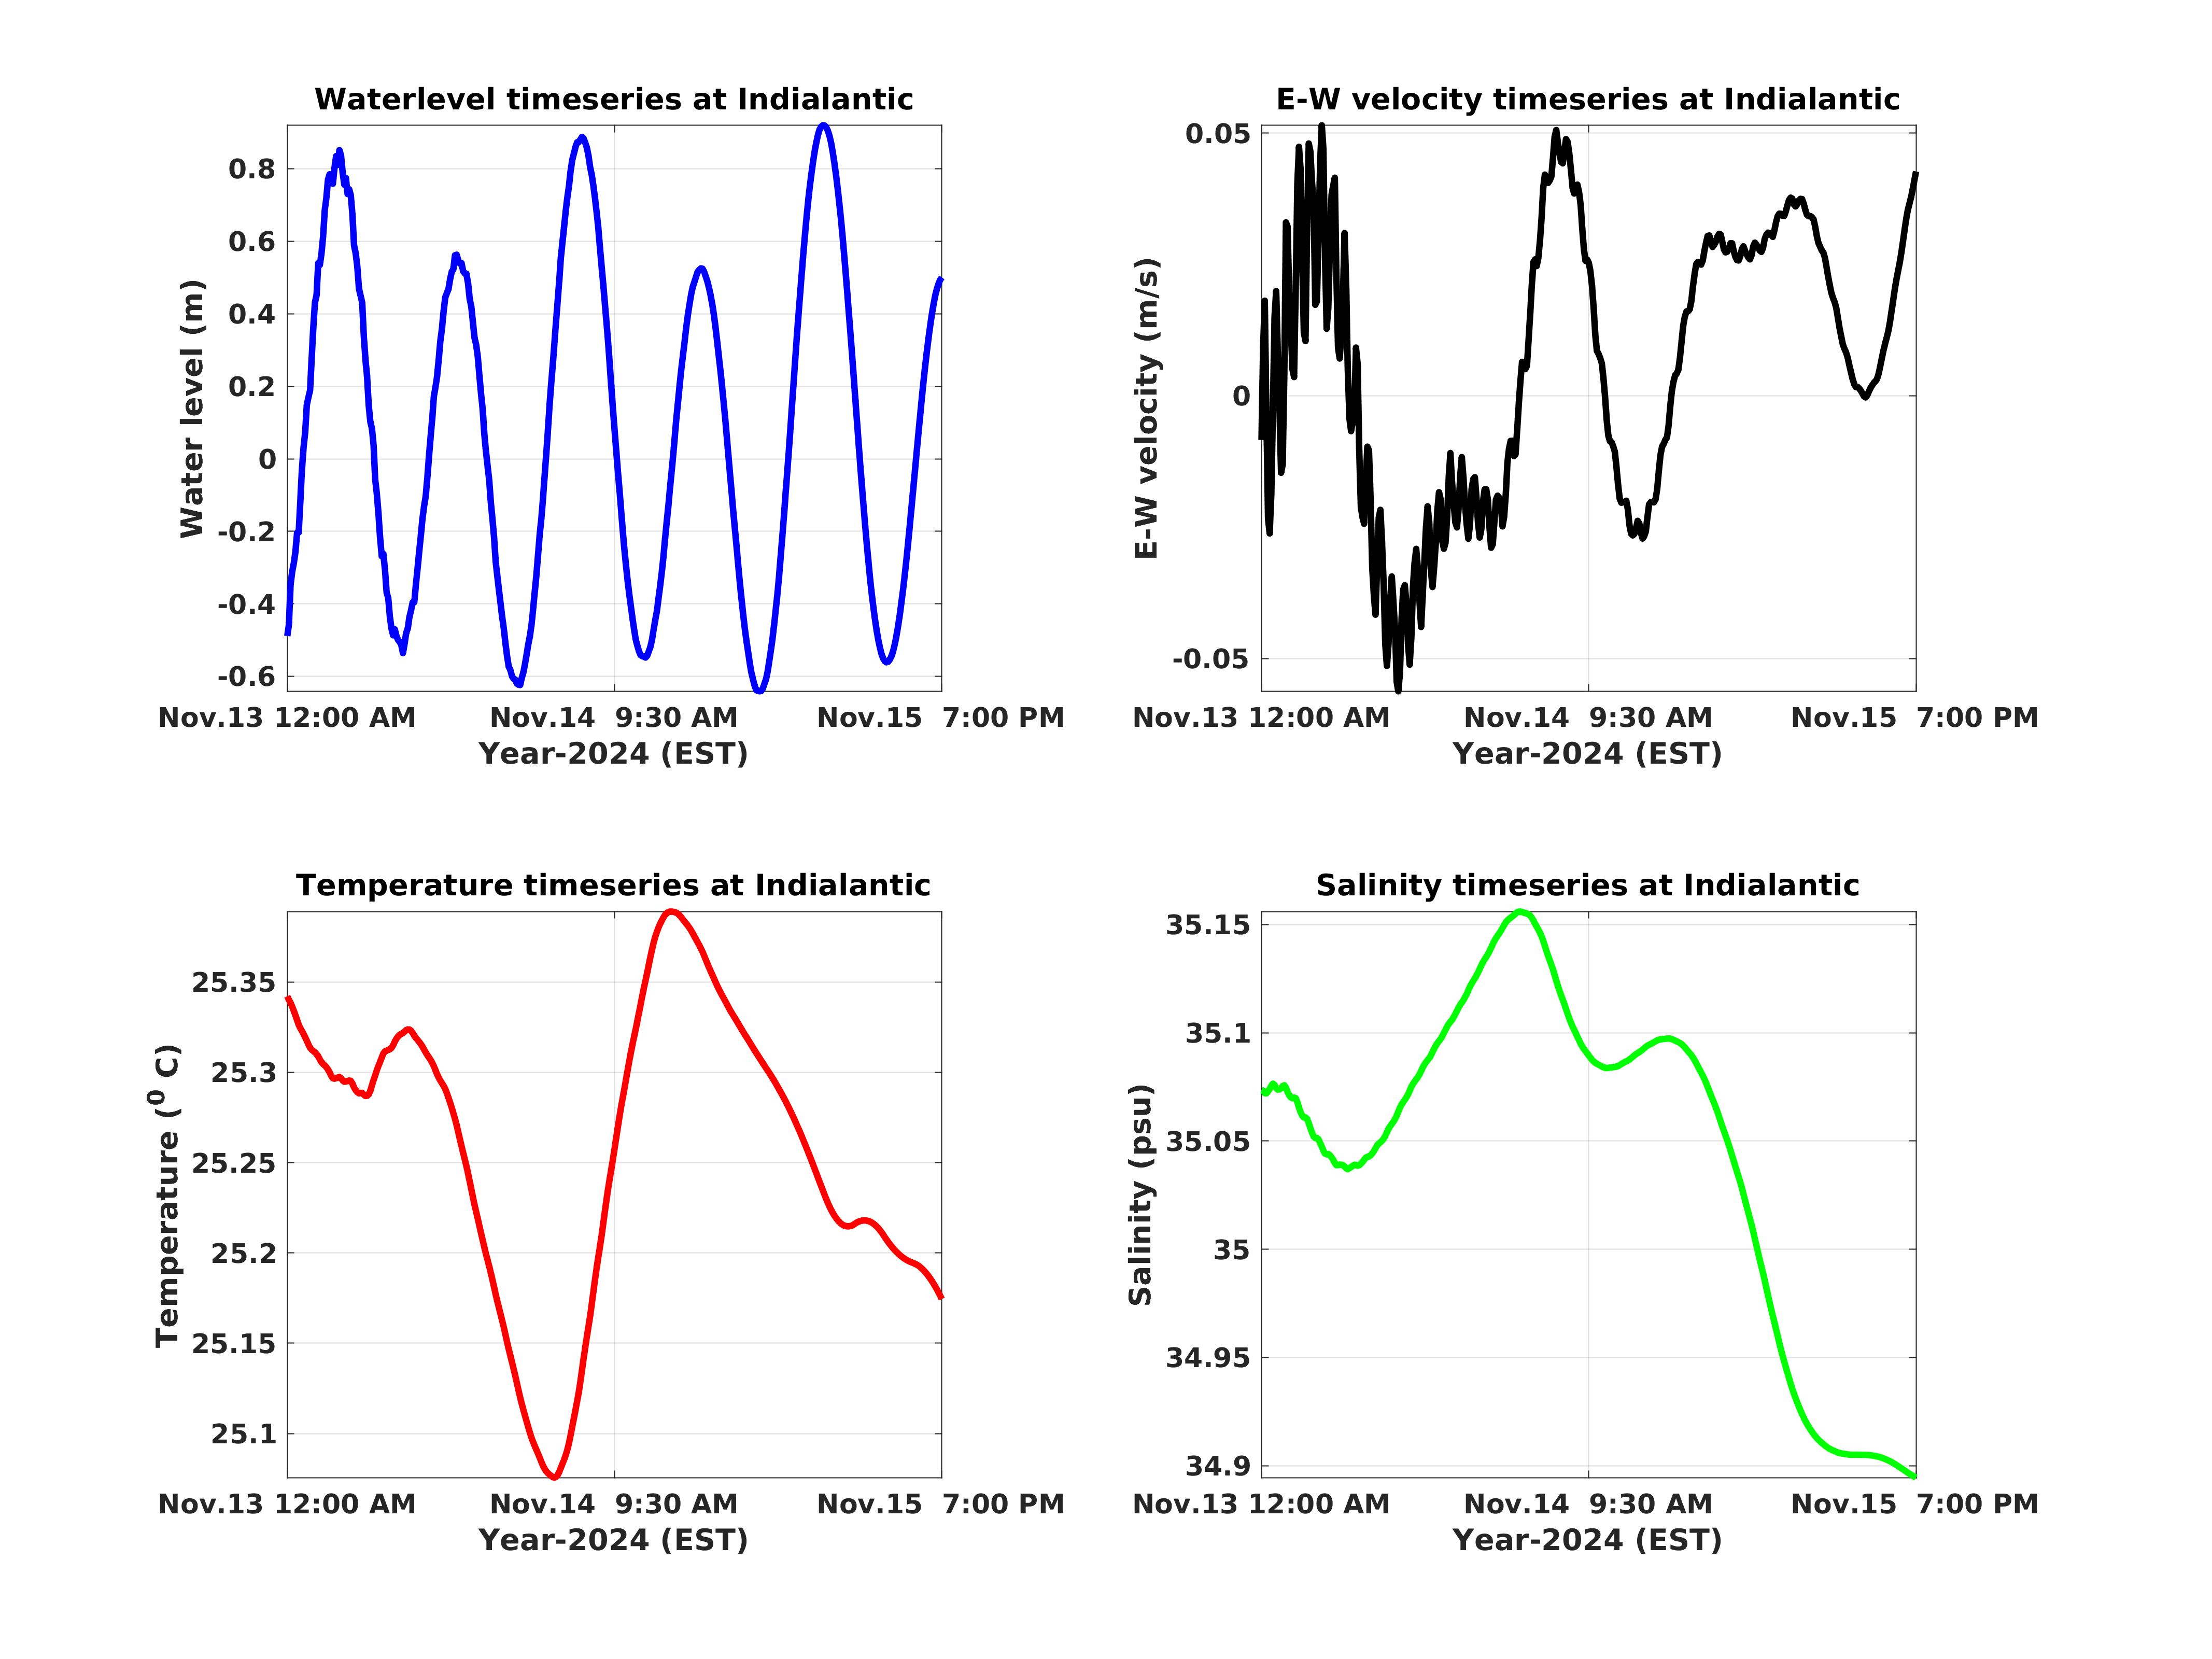 Waterlevel timeseries at Indialantic
Water level (m)
0.8
0.6
0.4
0.2
0
-0.2
-0.4
-0.6
Nov.13 12:00 AM Nov.14 9:30 AM Nov.15 7:00 PM
Year-2024 (EST)
E-W velocity timeseries at Indialantic
E-W velocity (m/s)
0.05
0
-0.05
Nov.13 12:00 AM Nov.14 9:30 AM Nov.15 7:00 PM
Year-2024 (EST)
Temperature timeseries at Indialantic
Temperature (⁰ C)
25.35
25.3
25.25
25.2
25.15
25.1
Nov.13 12:00 AM Nov.14 9:30 AM Nov.15 7:00 PM
Year-2024 (EST)
Salinity timeseries at Indialantic
Salinity (psu)
35.15
35.1
35.05
35
34.95
34.9
Nov.13 12:00 AM Nov.14 9:30 AM Nov.15 7:00 PM
Year-2024 (EST)